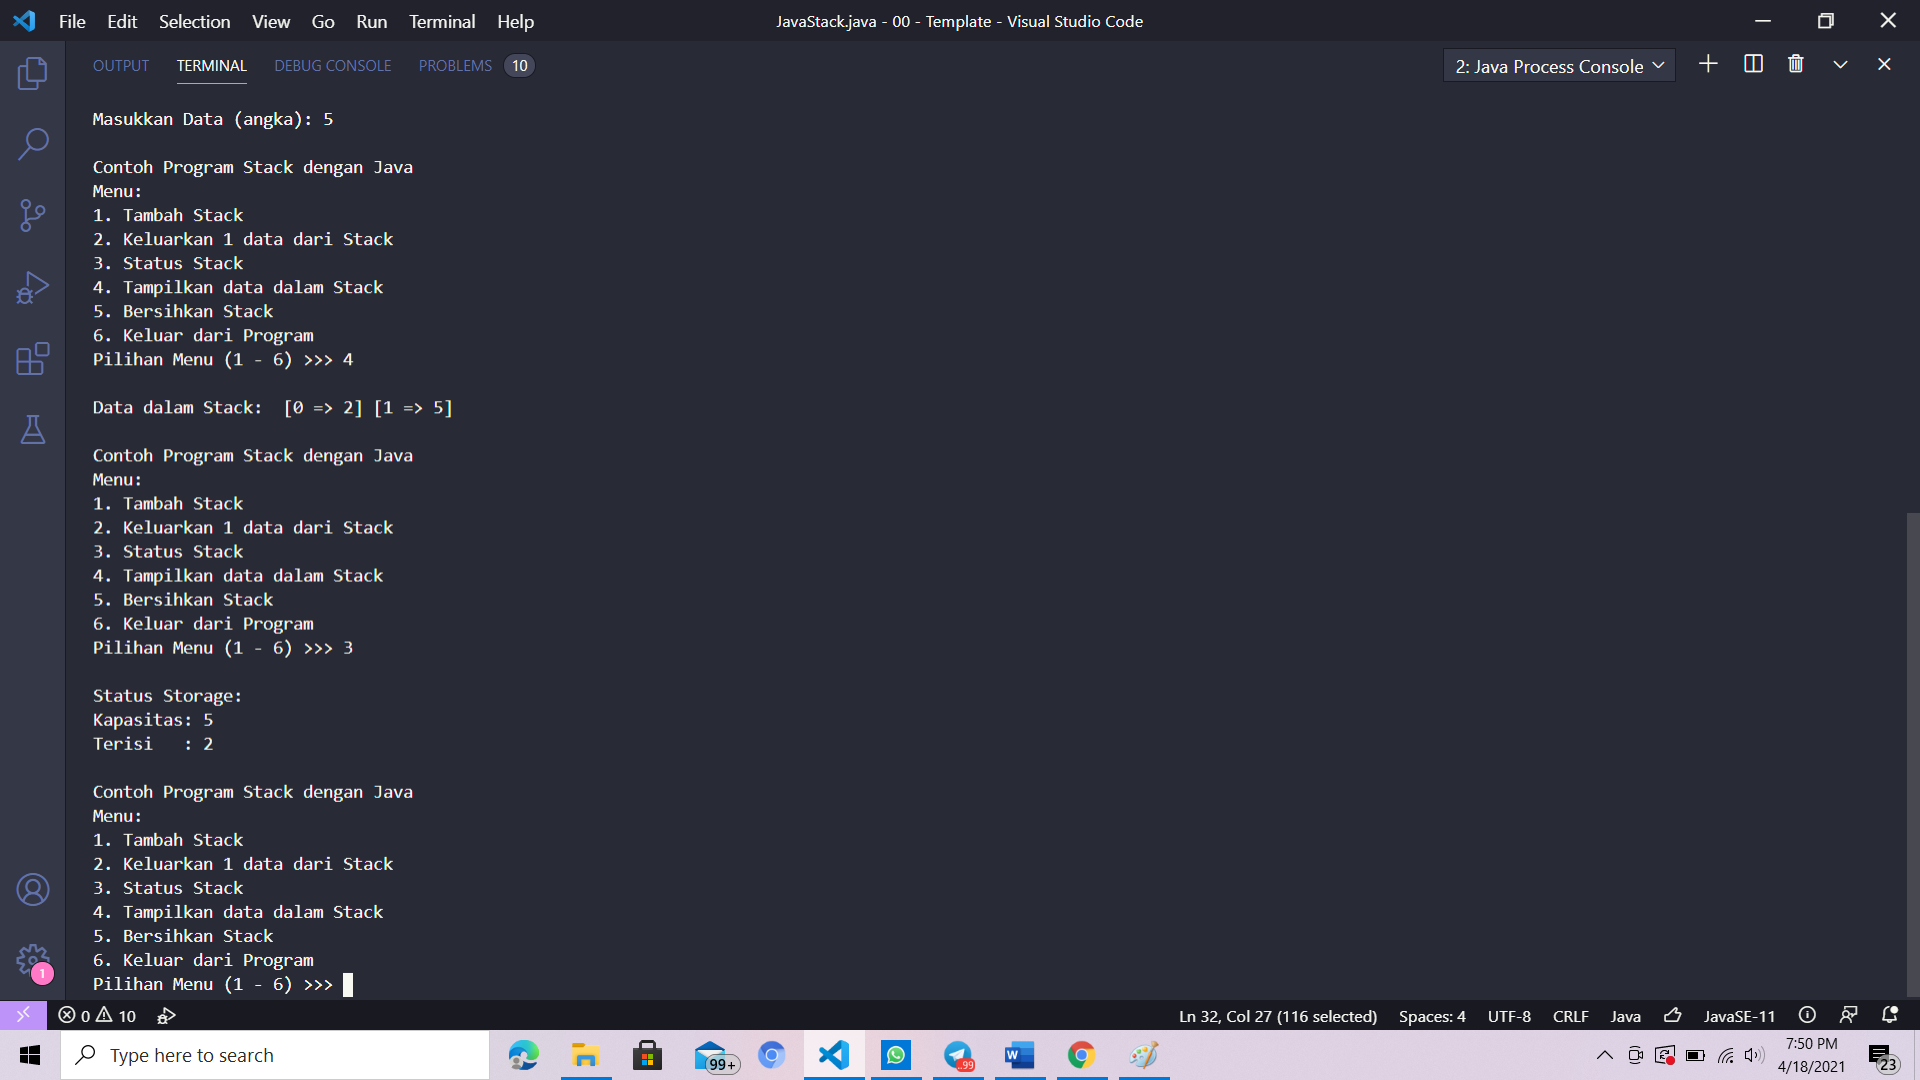 File Edit Selection View Go Run Terminal Help
JavaStack.java - 00 - Template - Visual Studio Code
OUTPUT TERMINAL DEBUG CONSOLE PROBLEMS 10
2: Java Process Console
Masukkan Data (angka): 5
Contoh Program Stack dengan Java
Menu:
1. Tambah Stack
2. Keluarkan 1 data dari Stack
3. Status Stack
4. Tampilkan data dalam Stack
5. Bersihkan Stack
6. Keluar dari Program
Pilihan Menu (1 - 6) >>> 4
Data dalam Stack:  [0 => 2] [1 => 5]
Contoh Program Stack dengan Java
Menu:
1. Tambah Stack
2. Keluarkan 1 data dari Stack
3. Status Stack
4. Tampilkan data dalam Stack
5. Bersihkan Stack
6. Keluar dari Program
Pilihan Menu (1 - 6) >>> 3
Status Storage:
Kapasitas: 5
Terisi   : 2
Contoh Program Stack dengan Java
Menu:
1. Tambah Stack
2. Keluarkan 1 data dari Stack
3. Status Stack
4. Tampilkan data dalam Stack
5. Bersihkan Stack
6. Keluar dari Program
Pilihan Menu (1 - 6) >>>
1
0 10
Ln 32, Col 27 (116 selected) Spaces: 4 UTF-8 CRLF Java JavaSE-11
Type here to search
99+
..99
W
7:50 PM
4/18/2021
23